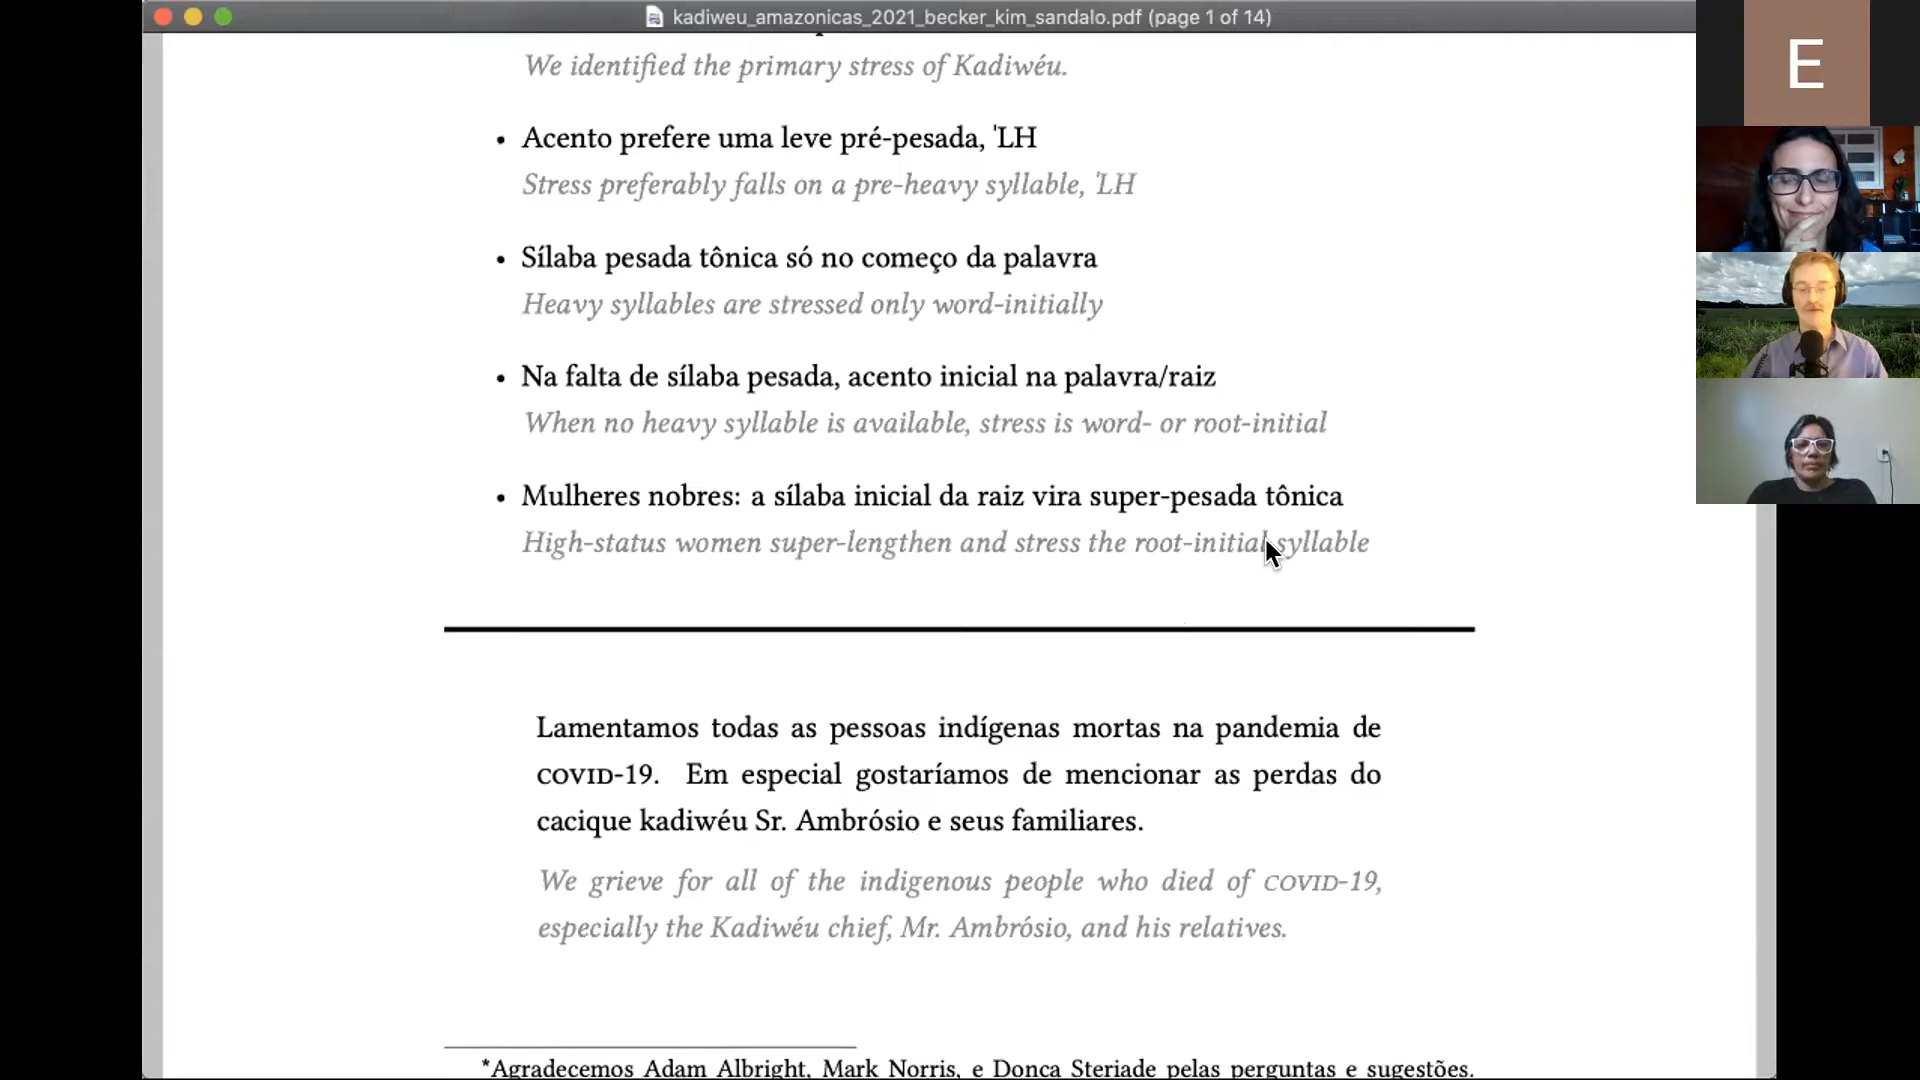 kadiweu_amazonicas_2021_becker_kim_sandalo.pdf (page 1 of 14)
E
We identified the primary stress of Kadiwéu.
• Acento prefere uma leve pré-pesada, ˈLH
Stress preferably falls on a pre-heavy syllable, ˈLH
• Sílaba pesada tônica só no começo da palavra
Heavy syllables are stressed only word-initially
• Na falta de sílaba pesada, acento inicial na palavra/raiz
When no heavy syllable is available, stress is word- or root-initial
• Mulheres nobres: a sílaba inicial da raiz vira super-pesada tônica
High-status women super-lengthen and stress the root-initial syllable
Lamentamos todas as pessoas indígenas mortas na pandemia de
COVID-19. Em especial gostaríamos de mencionar as perdas do
cacique kadiwéu Sr. Ambrósio e seus familiares.
We grieve for all of the indigenous people who died of COVID-19,
especially the Kadiwéu chief, Mr. Ambrósio, and his relatives.
*Agradecemos Adam Albright, Mark Norris, e Donca Steriade pelas perguntas e sugestões.